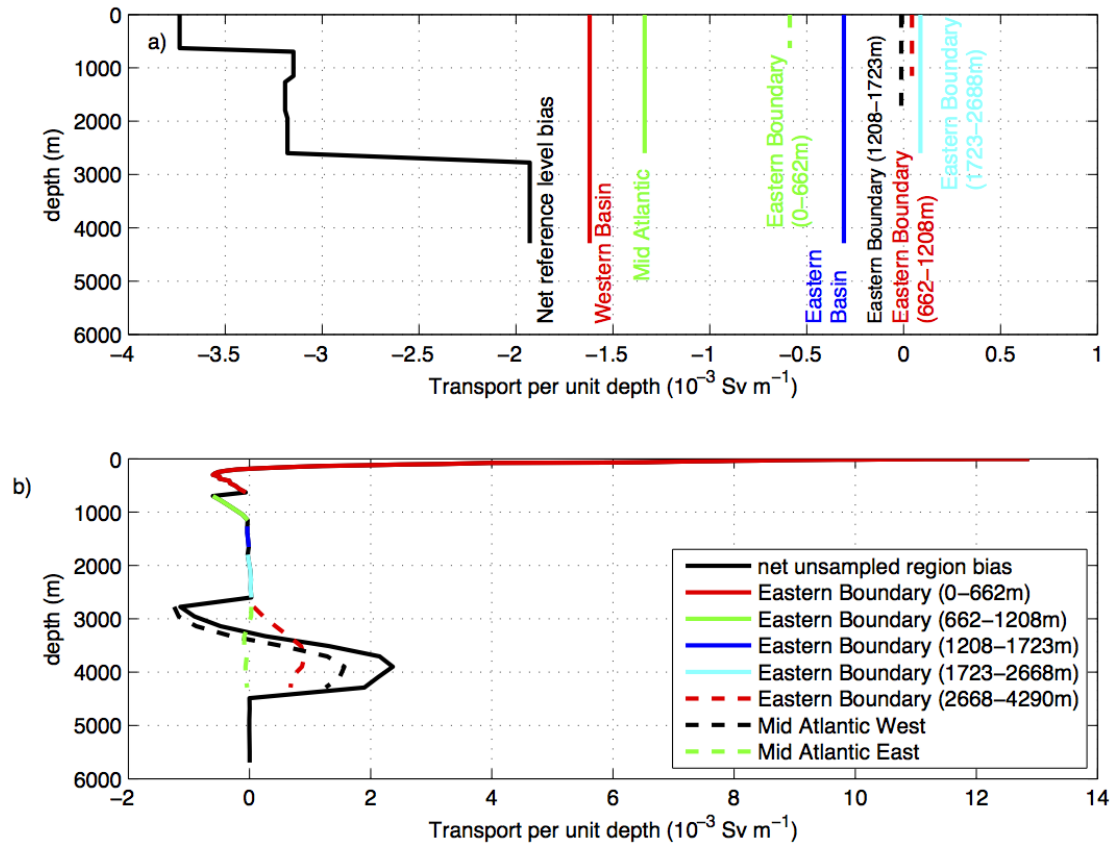 a)
0
1000
2000
3000
4000
5000
6000
depth (m)
Net reference level bias
Western Basin
Mid Atlantic
Eastern Boundary
(0−662m)
Eastern
Basin
Eastern Boundary (1208−1723m)
Eastern Boundary
(662−1208m)
Eastern Boundary
(1723−2688m)
−4 −3.5 −3 −2.5 −2 −1.5 −1 −0.5 0 0.5 1
Transport per unit depth (10⁻³ Sv m⁻¹)
b)
0
1000
2000
3000
4000
5000
6000
depth (m)
net unsampled region bias
Eastern Boundary (0−662m)
Eastern Boundary (662−1208m)
Eastern Boundary (1208−1723m)
Eastern Boundary (1723−2668m)
Eastern Boundary (2668−4290m)
Mid Atlantic West
Mid Atlantic East
−2 0 2 4 6 8 10 12 14
Transport per unit depth (10⁻³ Sv m⁻¹)